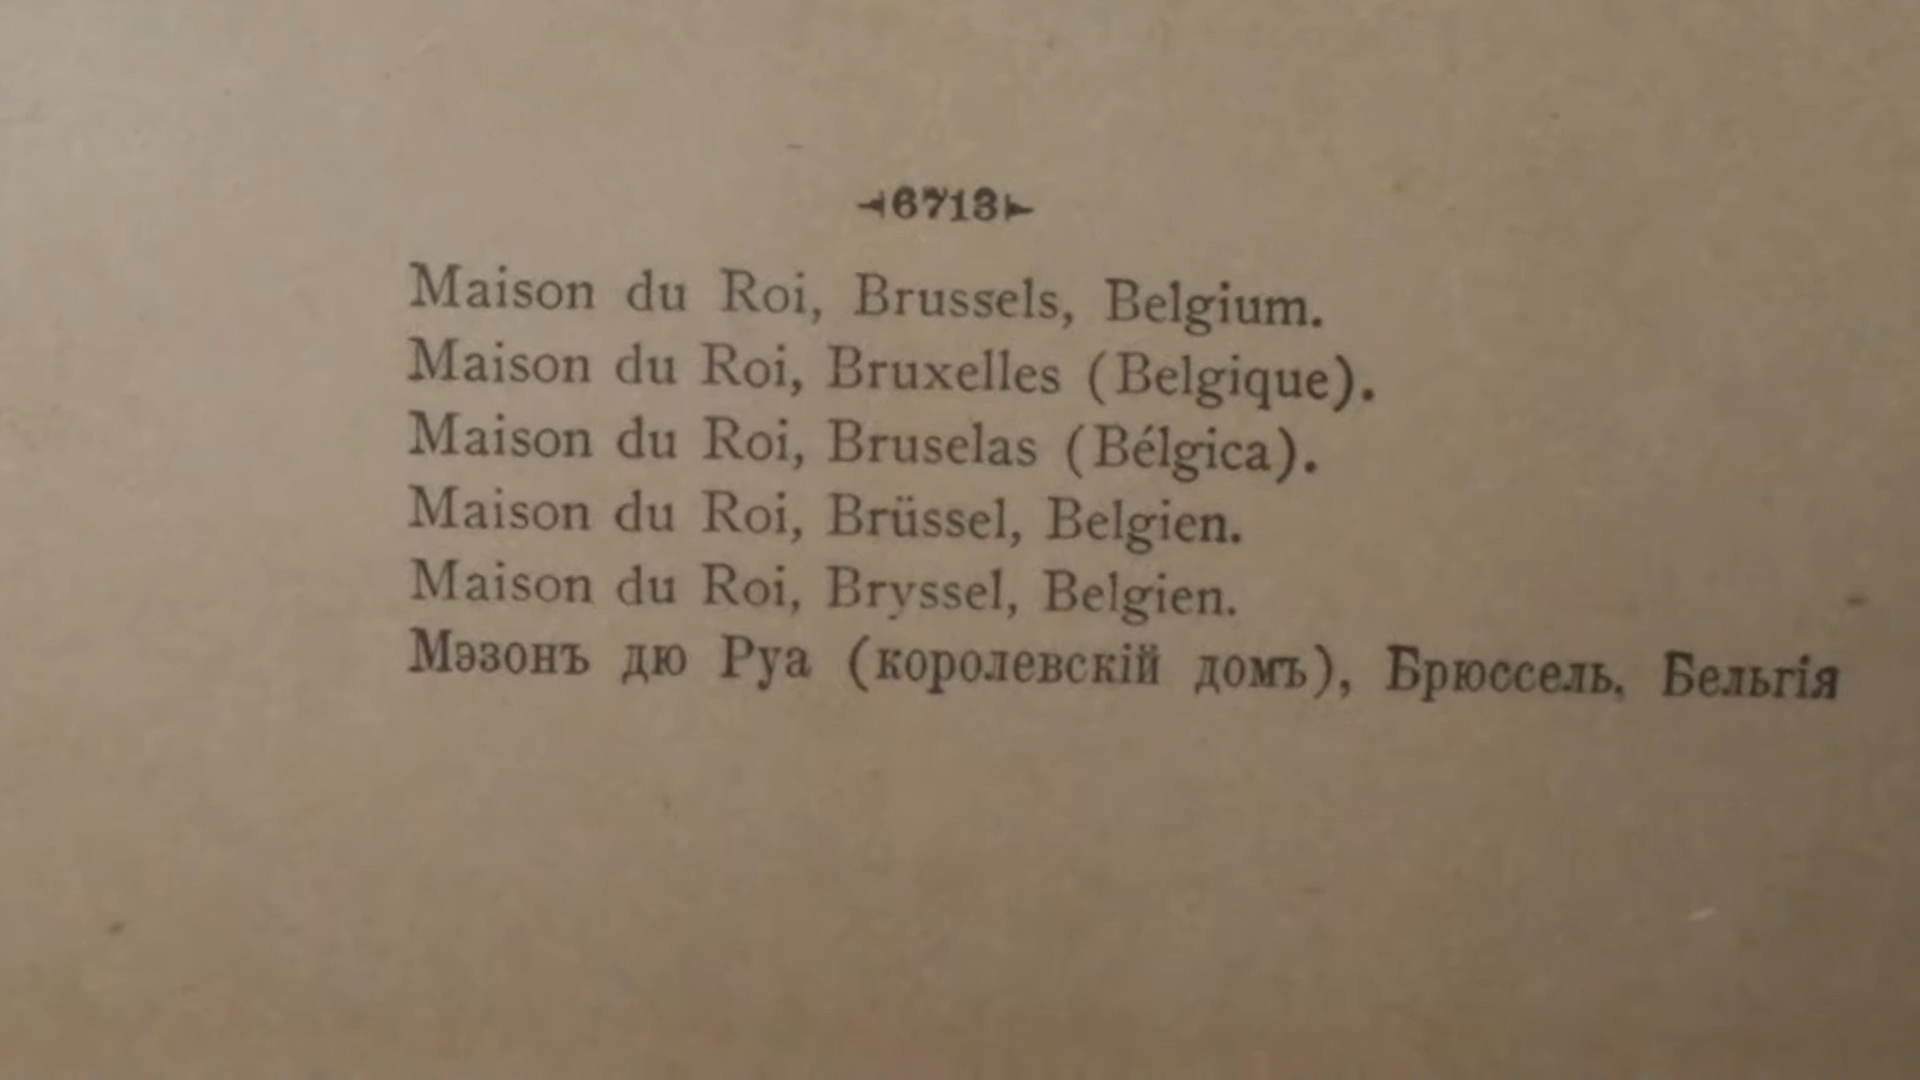 6713
Maison du Roi, Brussels, Belgium.
Maison du Roi, Bruxelles (Belgique).
Maison du Roi, Bruselas (Bélgica).
Maison du Roi, Brüssel, Belgien.
Maison du Roi, Bryssel, Belgien.
Мэзонъ дю Руа (королевскій домъ), Брюссель, Бельгія